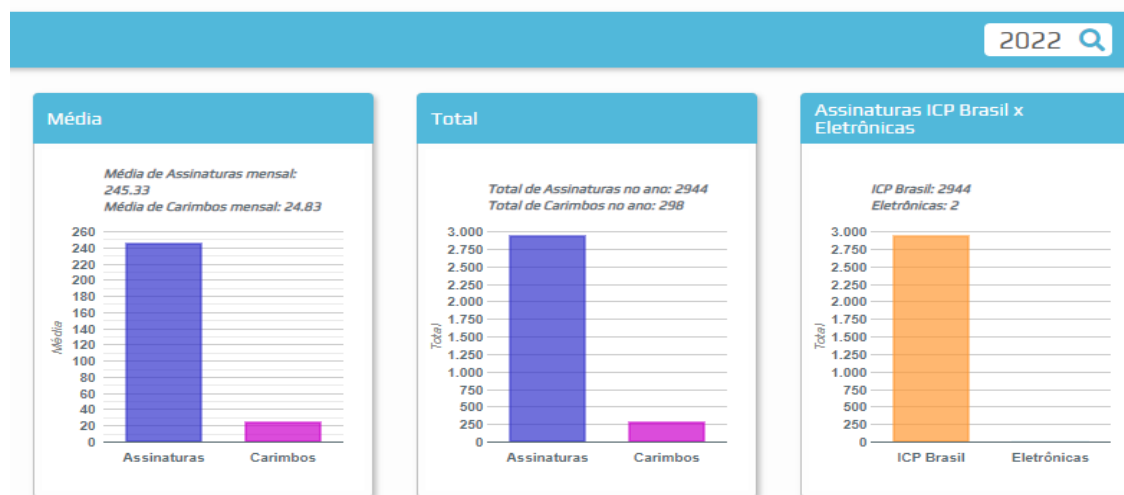 2022
Média
Média de Assinaturas mensal:
245.33
Média de Carimbos mensal: 24.83
260
240
220
200
180
160
140
120
100
80
60
40
20
0
Média
Assinaturas Carimbos
Total
Total de Assinaturas no ano: 2944
Total de Carimbos no ano: 298
3.000
2.750
2.500
2.250
2.000
1.750
1.500
1.250
1.000
750
500
250
0
Total
Assinaturas Carimbos
Assinaturas ICP Brasil x
Eletrônicas
ICP Brasil: 2944
Eletrônicas: 2
3.000
2.750
2.500
2.250
2.000
1.750
1.500
1.250
1.000
750
500
250
0
Total
ICP Brasil Eletrônicas